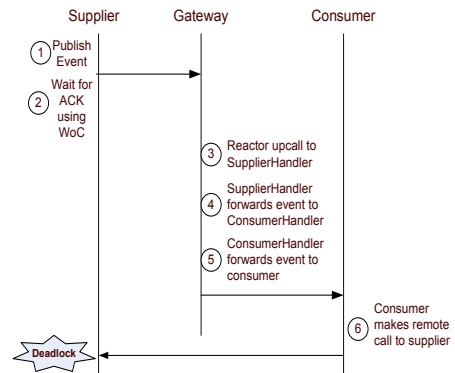 Supplier Gateway Consumer
1 Publish
Event
2 Wait for
ACK
using
WoC
3 Reactor upcall to
SupplierHandler
4 SupplierHandler
forwards event to
ConsumerHandler
5 ConsumerHandler
forwards event to
consumer
6 Consumer
makes remote
call to supplier
Deadlock